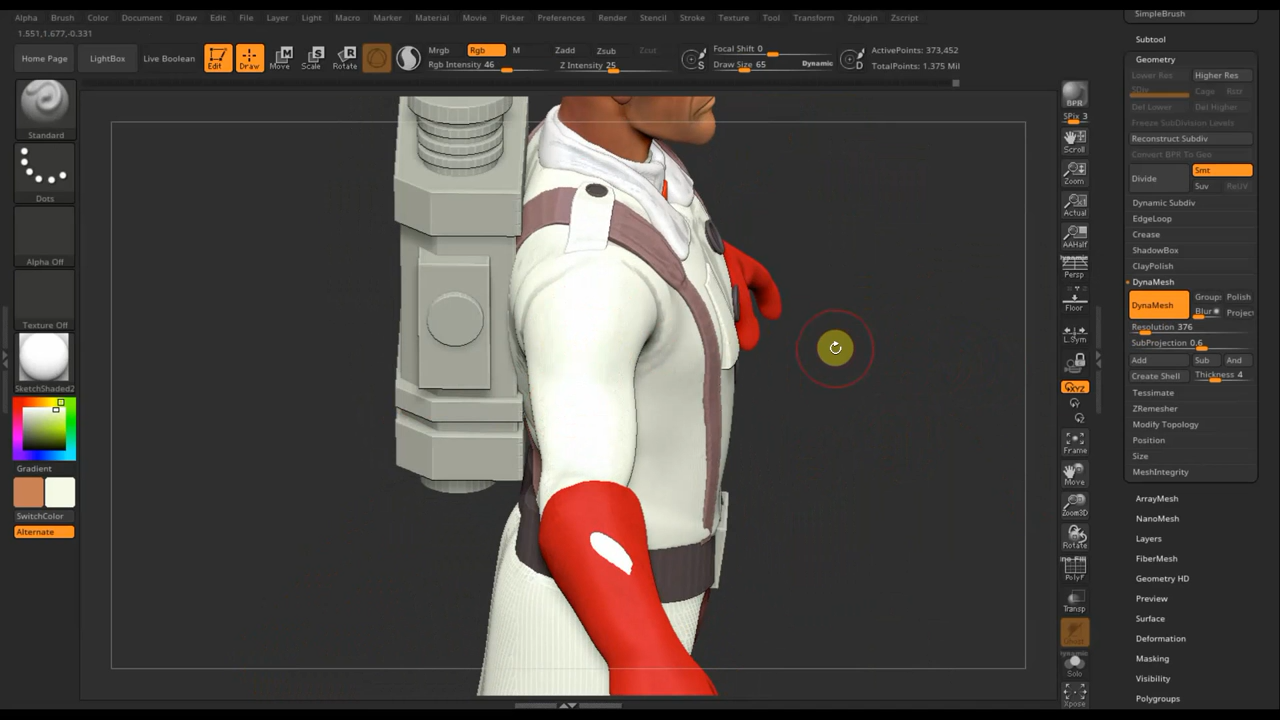 Alpha Brush Color Document Draw Edit File Layer Light Macro Marker Material Movie Picker Preferences Render Stencil Stroke Texture Tool Transform Zplugin Zscript
1.551,1.677,-0.331
Home Page LightBox Live Boolean Edit Draw Move Scale Rotate
Mrgb Rgb M Zadd Zsub Zcut
Rgb Intensity 46 Z Intensity 25
S Focal Shift 0
Draw Size 65 Dynamic
D ActivePoints: 373,452
TotalPoints: 1.375 Mil
Standard
Dots
Alpha Off
Texture Off
SketchShaded2
Gradient
SwitchColor
Alternate
BPR
SPix 3
Scroll
Zoom
Actual
AAHalf
Dynamic
Persp
Floor
L.Sym
XYZ
Y
Z
Frame
Move
Zoom3D
Rotate
PolyF
Transp
Ghost
Dynamic
Solo
Xpose
SimpleBrush
Subtool
Geometry
Lower Res Higher Res
SDiv Cage Rstr
Del Lower Del Higher
Freeze SubDivision Levels
Reconstruct Subdiv
Convert BPR To Geo
Divide Smt
Suv ReUV
Dynamic Subdiv
EdgeLoop
Crease
ShadowBox
ClayPolish
DynaMesh
DynaMesh Groups Polish
Blur Project
Resolution 376
SubProjection 0.6
Add Sub And
Create Shell Thickness 4
Tessimate
ZRemesher
Modify Topology
Position
Size
MeshIntegrity
ArrayMesh
NanoMesh
Layers
FiberMesh
Geometry HD
Preview
Surface
Deformation
Masking
Visibility
Polygroups